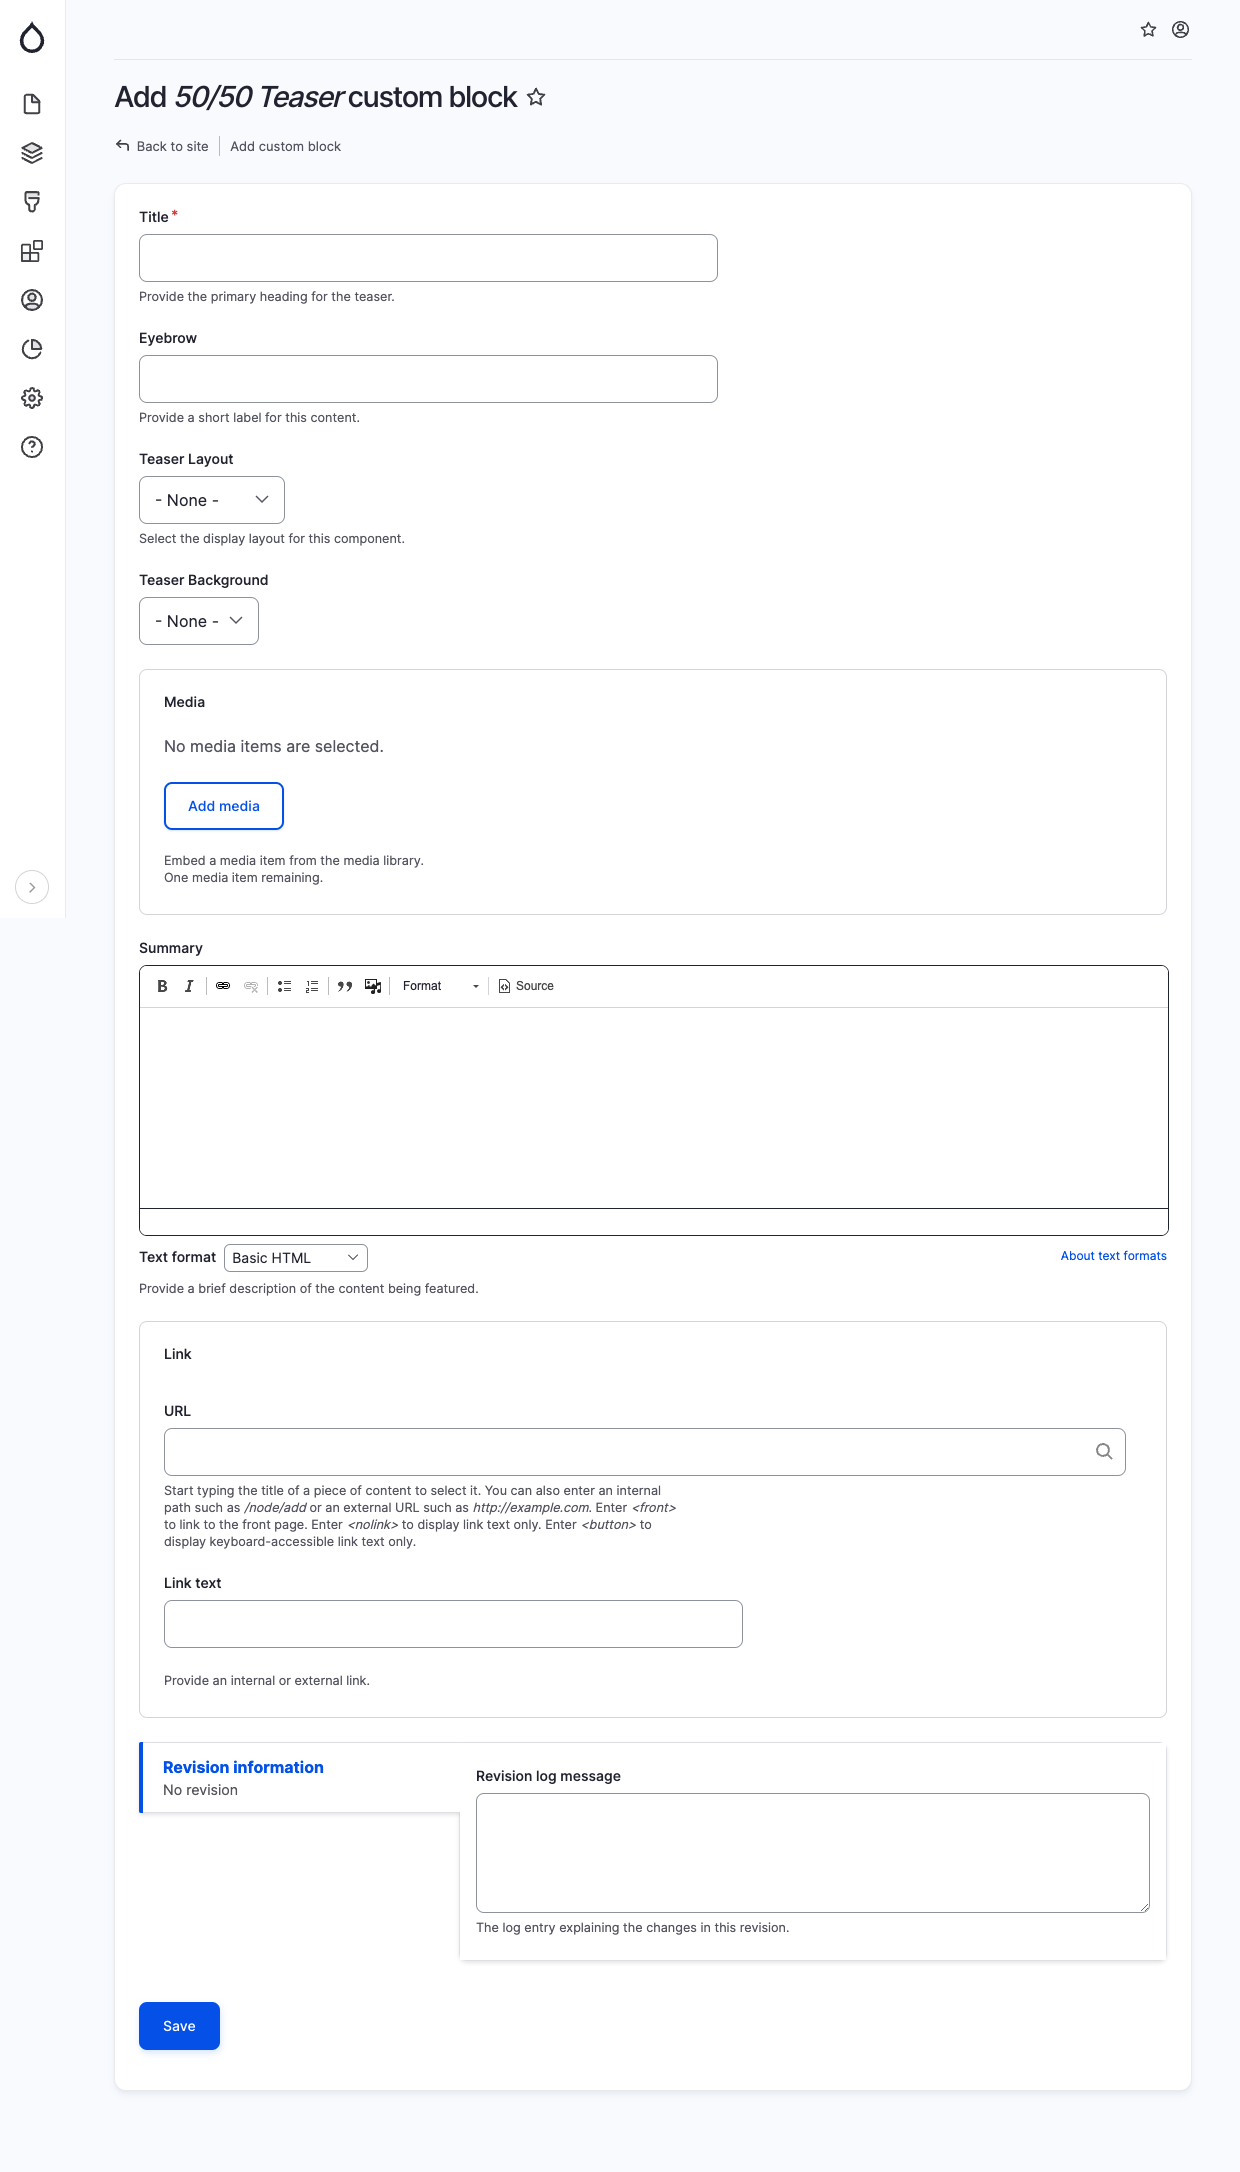 Add 50/50 Teaser custom block
Back to site
Add custom block
Title*
Provide the primary heading for the teaser.
Eyebrow
Provide a short label for this content.
Teaser Layout
- None -
Select the display layout for this component.
Teaser Background
- None -
Media
No media items are selected.
Add media
Embed a media item from the media library.
One media item remaining.
Summary
B I Format Source
Text format Basic HTML About text formats
Provide a brief description of the content being featured.
Link
URL
Start typing the title of a piece of content to select it. You can also enter an internal
path such as /node/add or an external URL such as http://example.com. Enter <front>
to link to the front page. Enter <nolink> to display link text only. Enter <button> to
display keyboard-accessible link text only.
Link text
Provide an internal or external link.
Revision information
No revision
Revision log message
The log entry explaining the changes in this revision.
Save